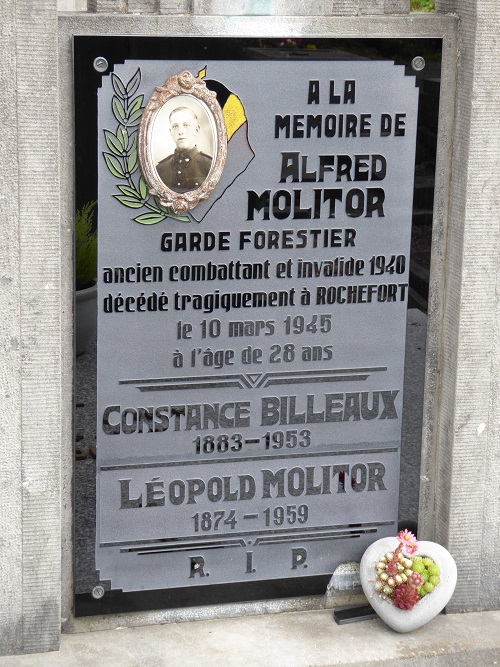 A LA
MEMOIRE DE
ALFRED
MOLITOR
GARDE FORESTIER
ancien combattant et invalide 1940
décédé tragiquement à ROCHEFORT
le 10 mars 1945
à l'âge de 28 ans
CONSTANCE BILLEAUX
1883-1953
LÉOPOLD MOLITOR
1874-1959
R. I. P.